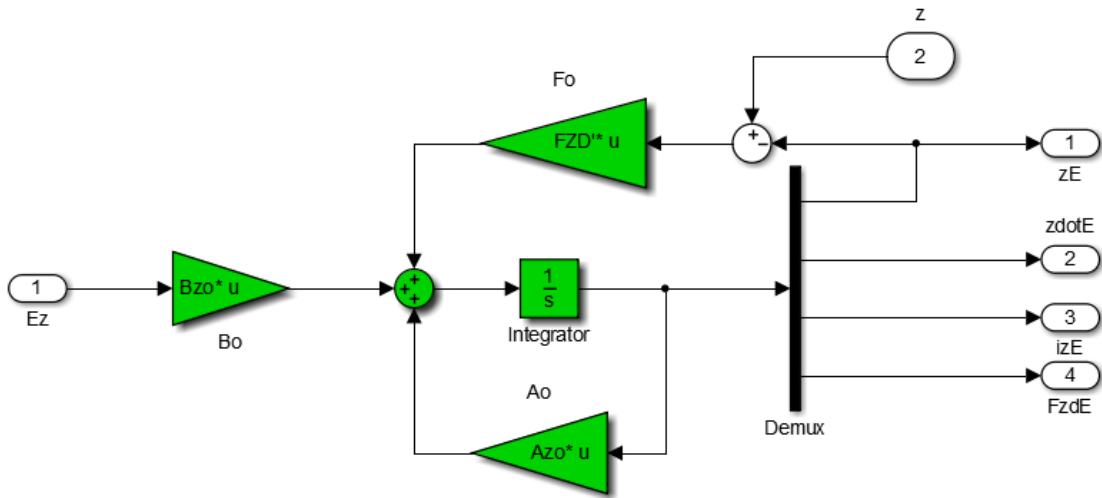 z
2
Fo
FZD'* u
+
−
1
zE
zdotE
2
1
Ez
Bzo* u
Bo
+
+
+
1
s
Integrator
3
izE
4
FzdE
Ao
Azo* u
Demux